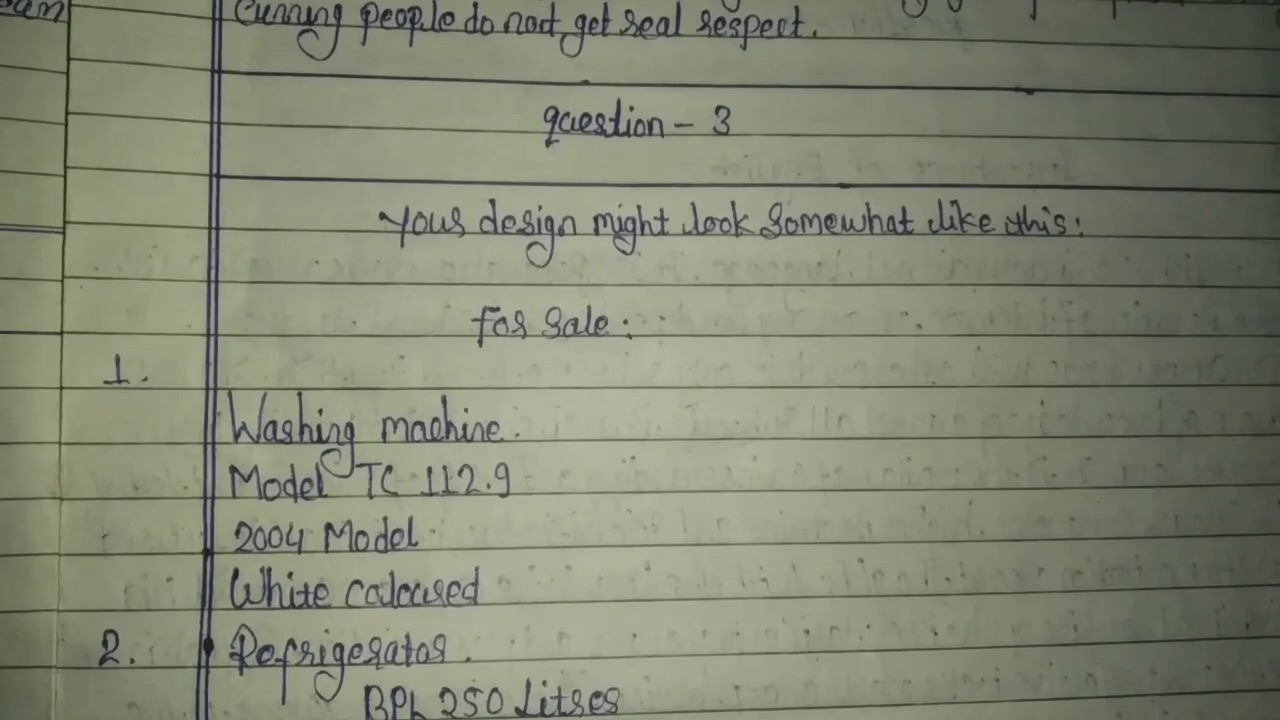 Cunning people do not get real respect.
question - 3
Your design might look somewhat like this:
for sale:
1.
Washing machine.
Model TC 112.9
2004 Model
White coloured
2. Refrigerator.
BPL 250 Litres